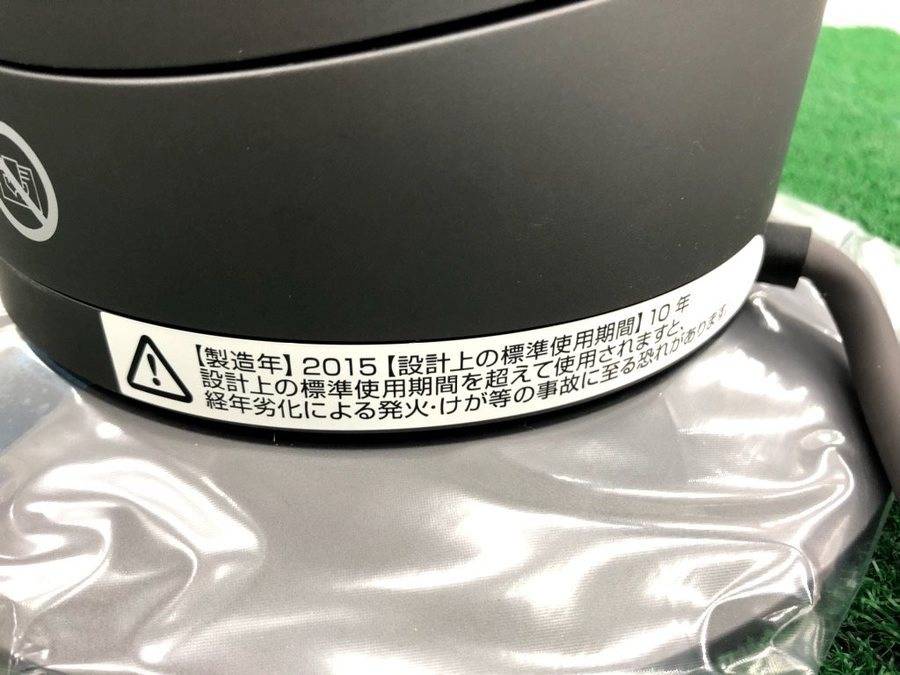 【製造年】2015【設計上の標準使用期間】10年
設計上の標準使用期間を超えて使用されますと、
経年劣化による発火・けが等の事故に至る恐れがあります